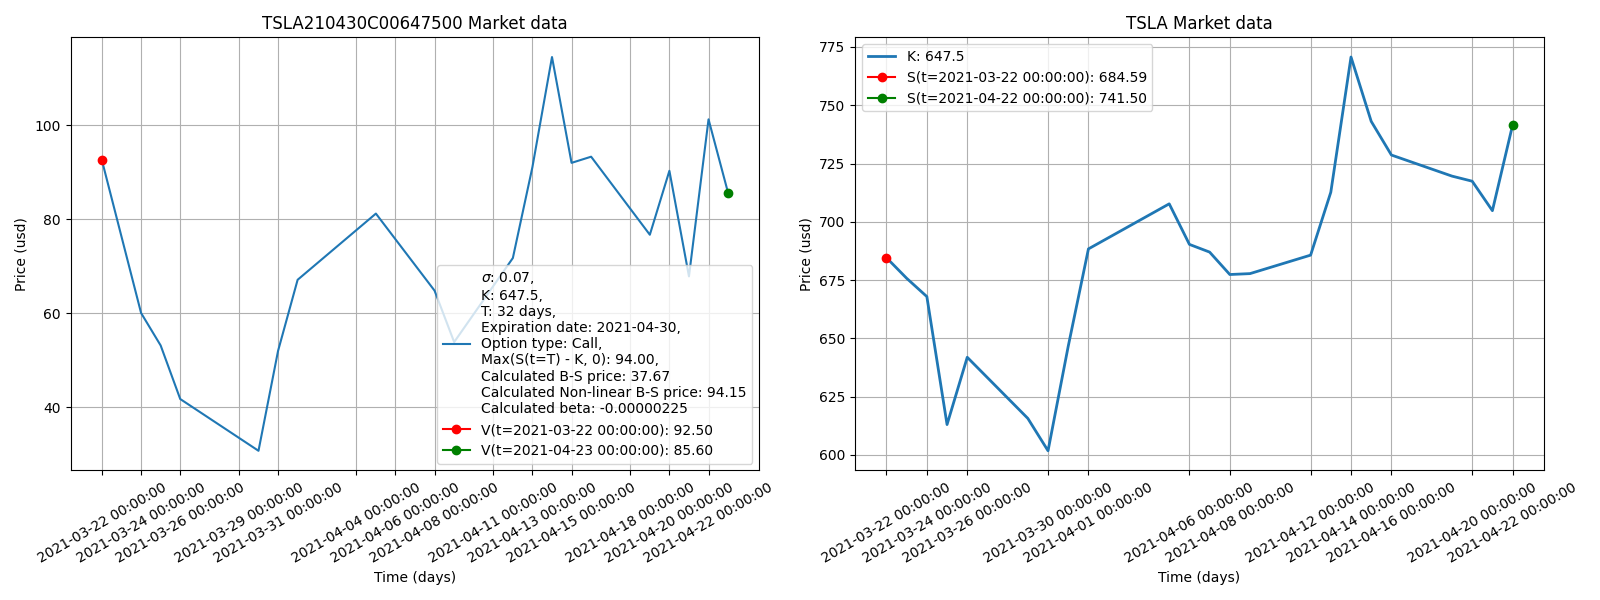 TSLA210430C00647500 Market data
Price (usd)
100
80
60
40
σ: 0.07,
K: 647.5,
T: 32 days,
Expiration date: 2021-04-30,
Option type: Call,
Max(S(t=T) - K, 0): 94.00,
Calculated B-S price: 37.67
Calculated Non-linear B-S price: 94.15
Calculated beta: -0.00000225
V(t=2021-03-22 00:00:00): 92.50
V(t=2021-04-23 00:00:00): 85.60
2021-03-22 00:00:00
2021-03-24 00:00:00
2021-03-26 00:00:00
2021-03-29 00:00:00
2021-03-31 00:00:00
2021-04-04 00:00:00
2021-04-06 00:00:00
2021-04-08 00:00:00
2021-04-11 00:00:00
2021-04-13 00:00:00
2021-04-15 00:00:00
2021-04-18 00:00:00
2021-04-20 00:00:00
2021-04-22 00:00:00
Time (days)
TSLA Market data
Price (usd)
775
750
725
700
675
650
625
600
K: 647.5
S(t=2021-03-22 00:00:00): 684.59
S(t=2021-04-22 00:00:00): 741.50
2021-03-22 00:00:00
2021-03-24 00:00:00
2021-03-26 00:00:00
2021-03-30 00:00:00
2021-04-01 00:00:00
2021-04-06 00:00:00
2021-04-08 00:00:00
2021-04-12 00:00:00
2021-04-14 00:00:00
2021-04-16 00:00:00
2021-04-20 00:00:00
2021-04-22 00:00:00
Time (days)